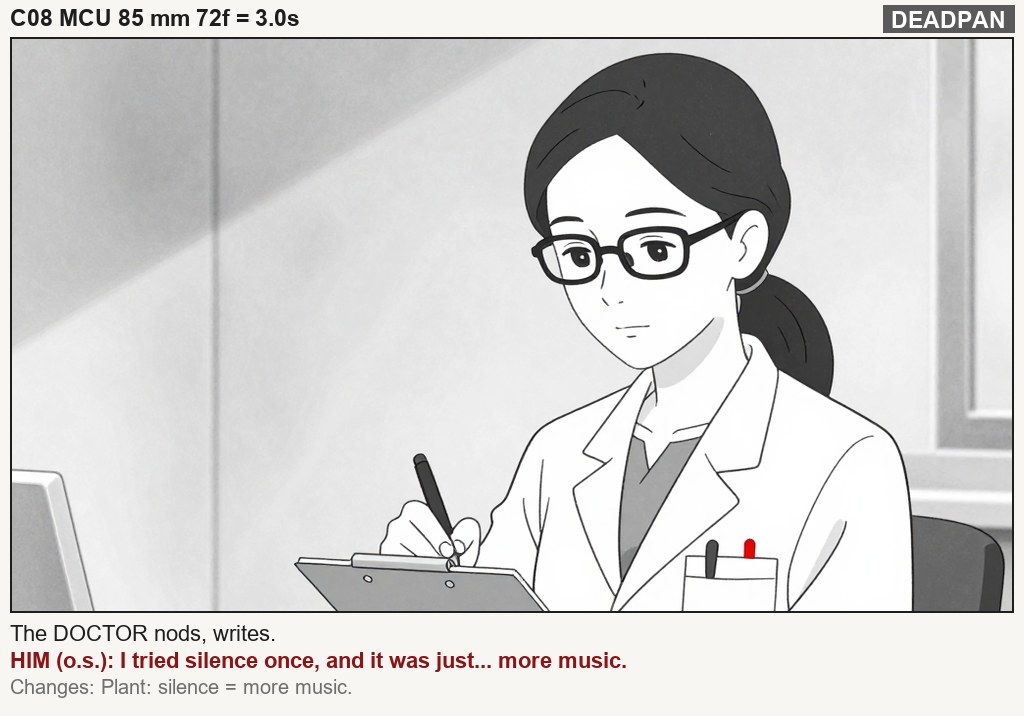 C08 MCU 85 mm 72f = 3.0s
DEADPAN
The DOCTOR nods, writes.
HIM (o.s.): I tried silence once, and it was just... more music.
Changes: Plant: silence = more music.